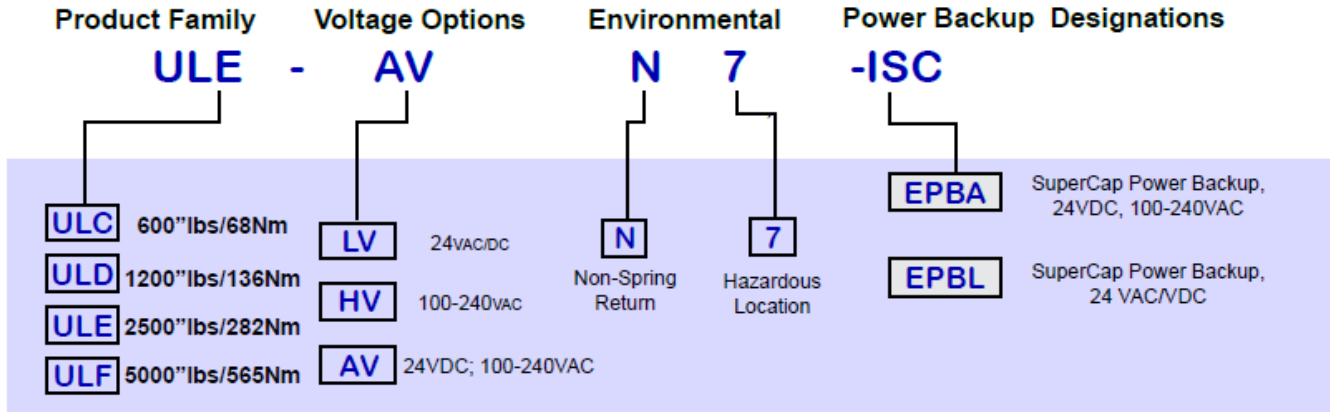 Product Family Voltage Options Environmental Power Backup Designations
ULE - AV N 7 -ISC
ULC 600"lbs/68Nm
ULD 1200"lbs/136Nm
ULE 2500"lbs/282Nm
ULF 5000"lbs/565Nm
LV 24VAC/DC
HV 100-240VAC
AV 24VDC; 100-240VAC
N
Non-Spring
Return
7
Hazardous
Location
EPBA SuperCap Power Backup,
24VDC, 100-240VAC
EPBL SuperCap Power Backup,
24 VAC/VDC